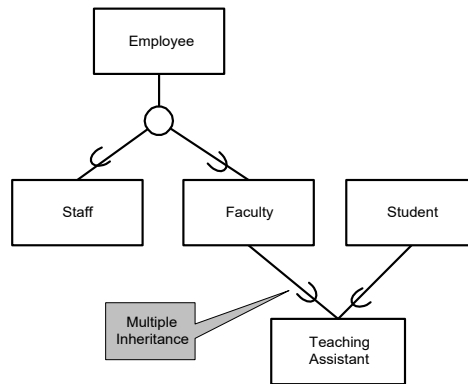 Employee
Staff
Faculty
Student
Multiple
Inheritance
Teaching
Assistant